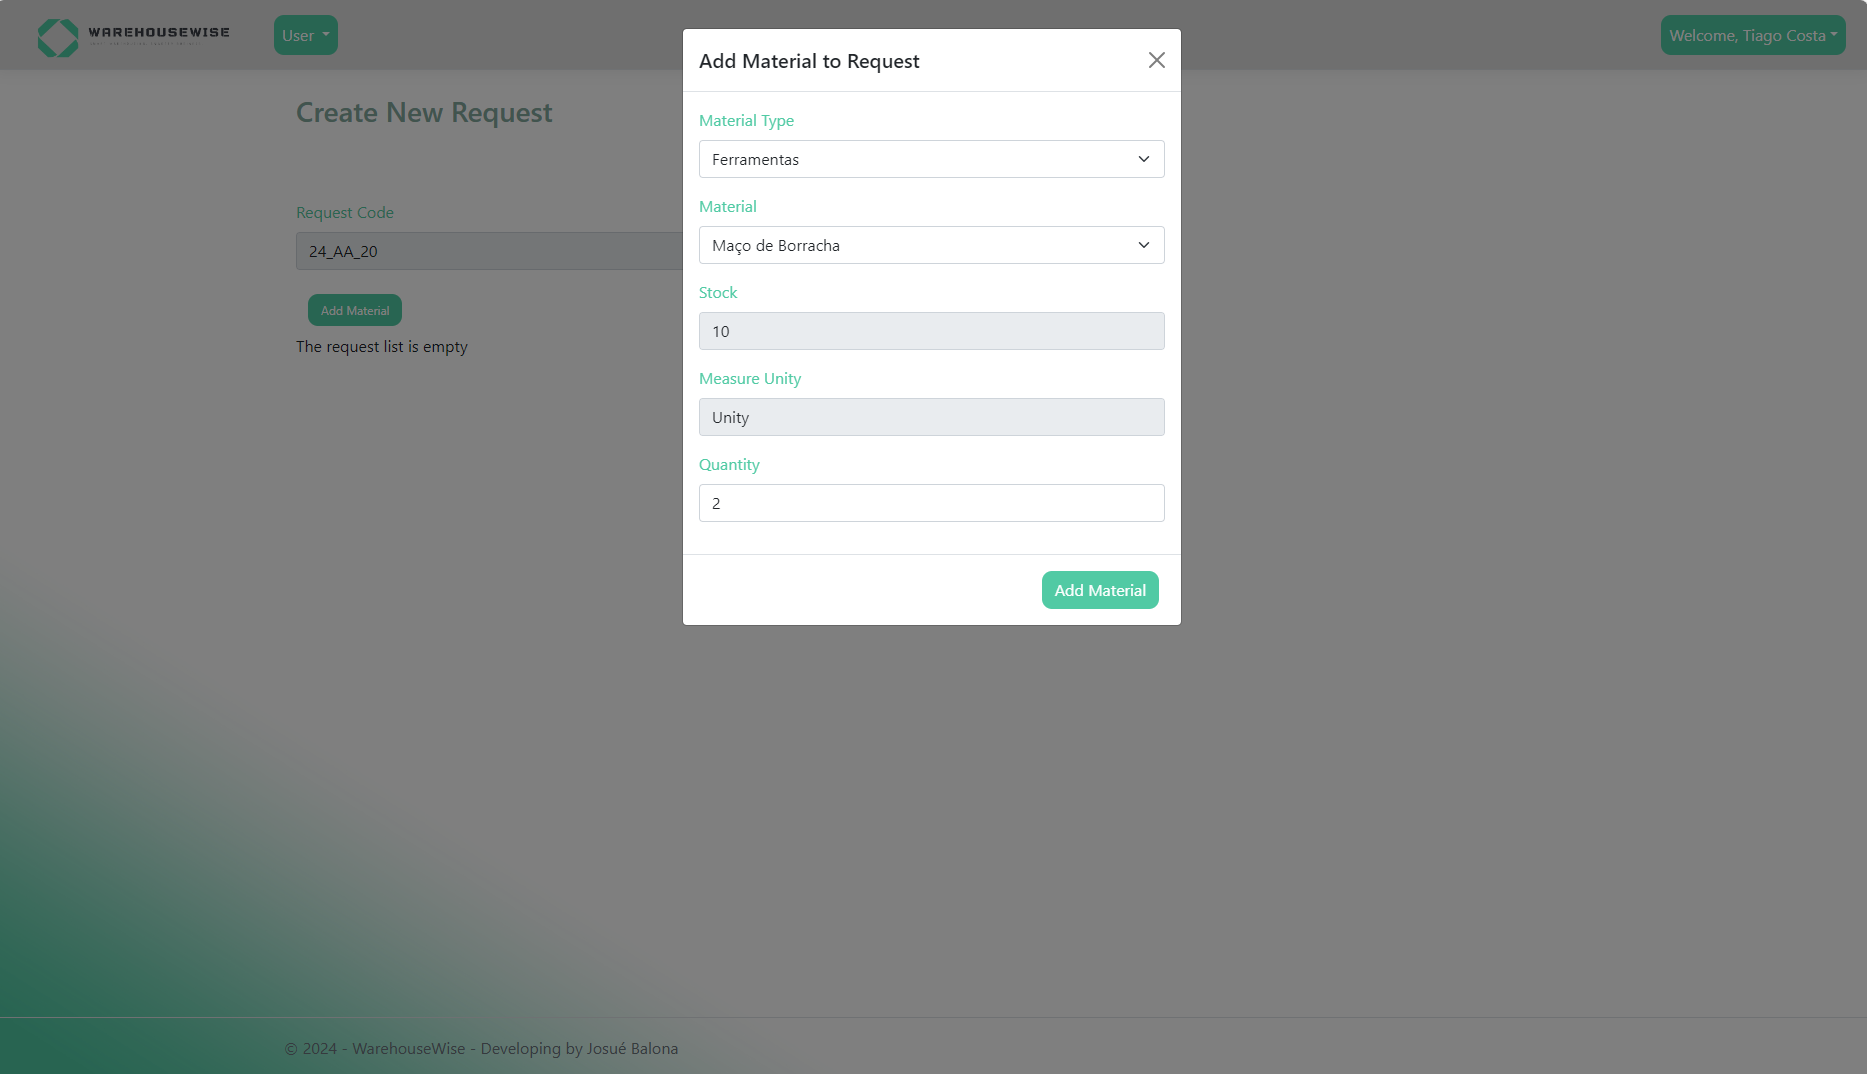 WAREHOUSEWISE
User
Welcome, Tiago Costa
Create New Request
Request Code
24_AA_20
Add Material
The request list is empty
Add Material to Request
Material Type
Ferramentas
Material
Maço de Borracha
Stock
10
Measure Unity
Unity
Quantity
2
Add Material
© 2024 - WarehouseWise - Developing by Josué Balona